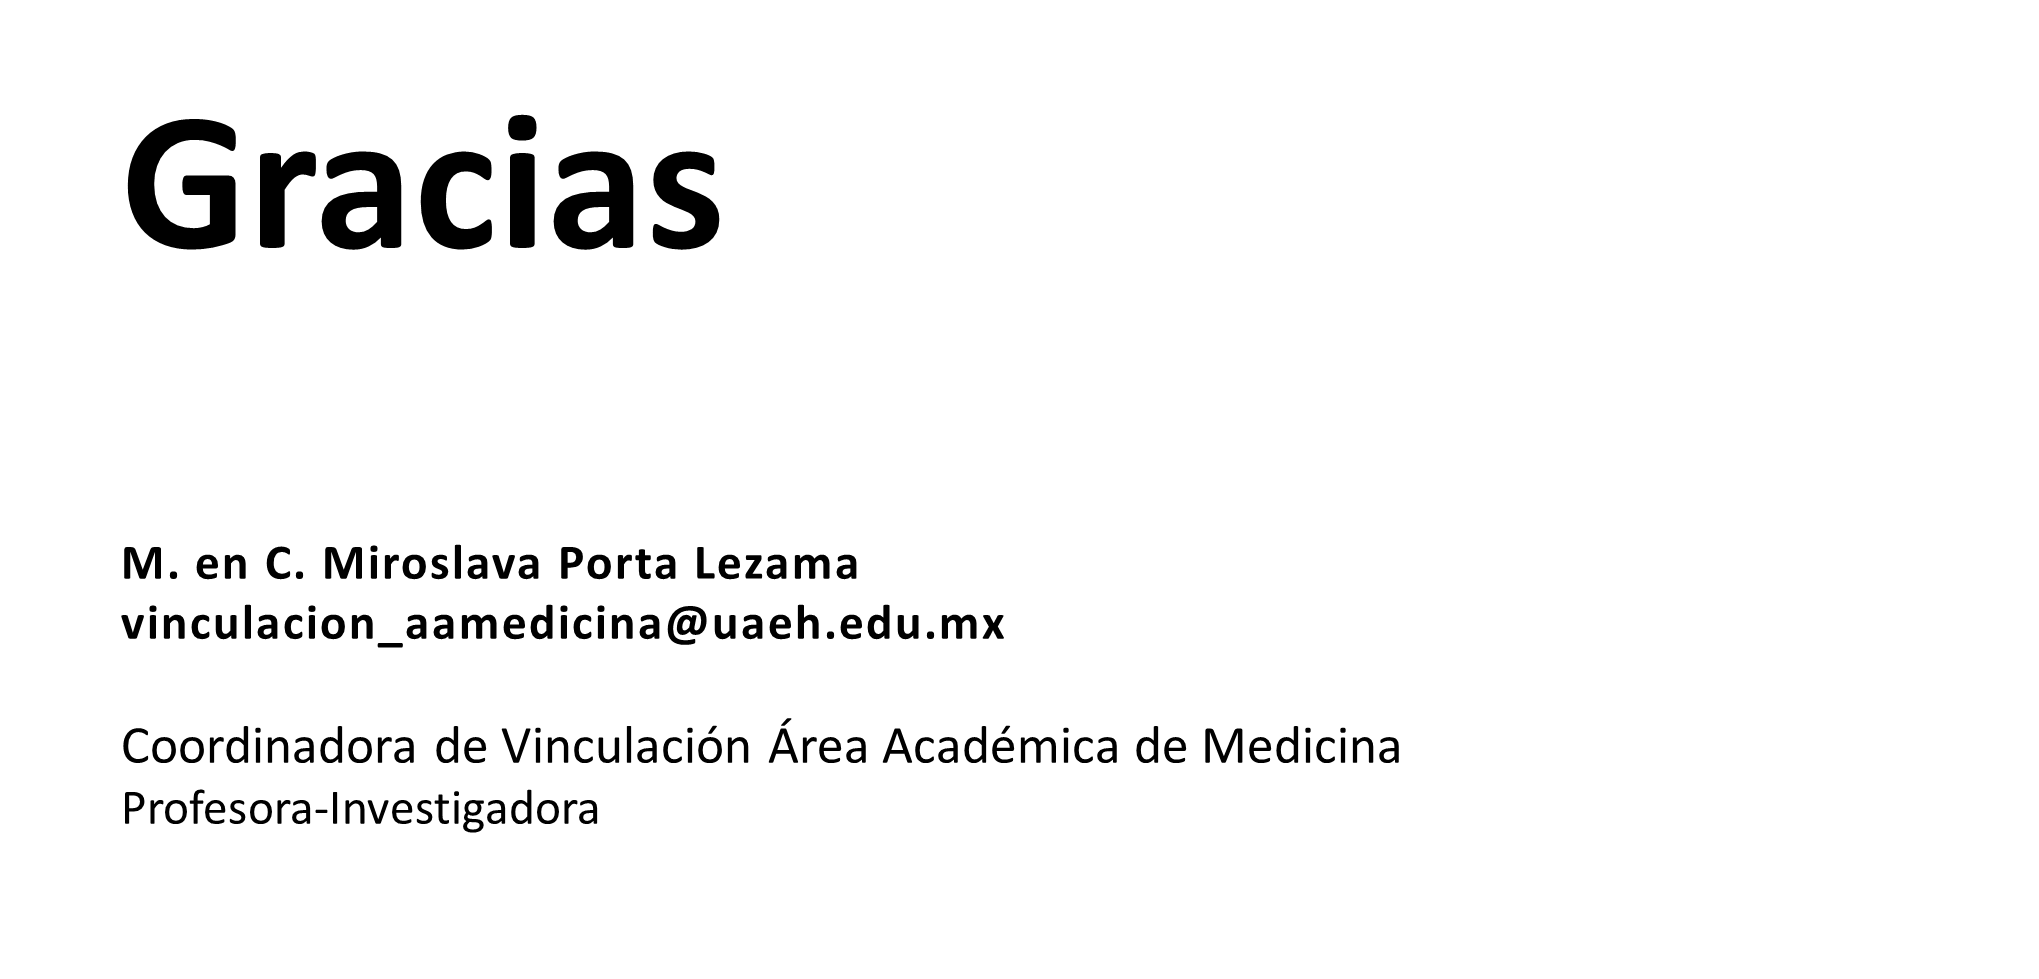 Gracias
M. en C. Miroslava Porta Lezama
vinculacion_aamedicina@uaeh.edu.mx
Coordinadora de Vinculación Área Académica de Medicina
Profesora-Investigadora